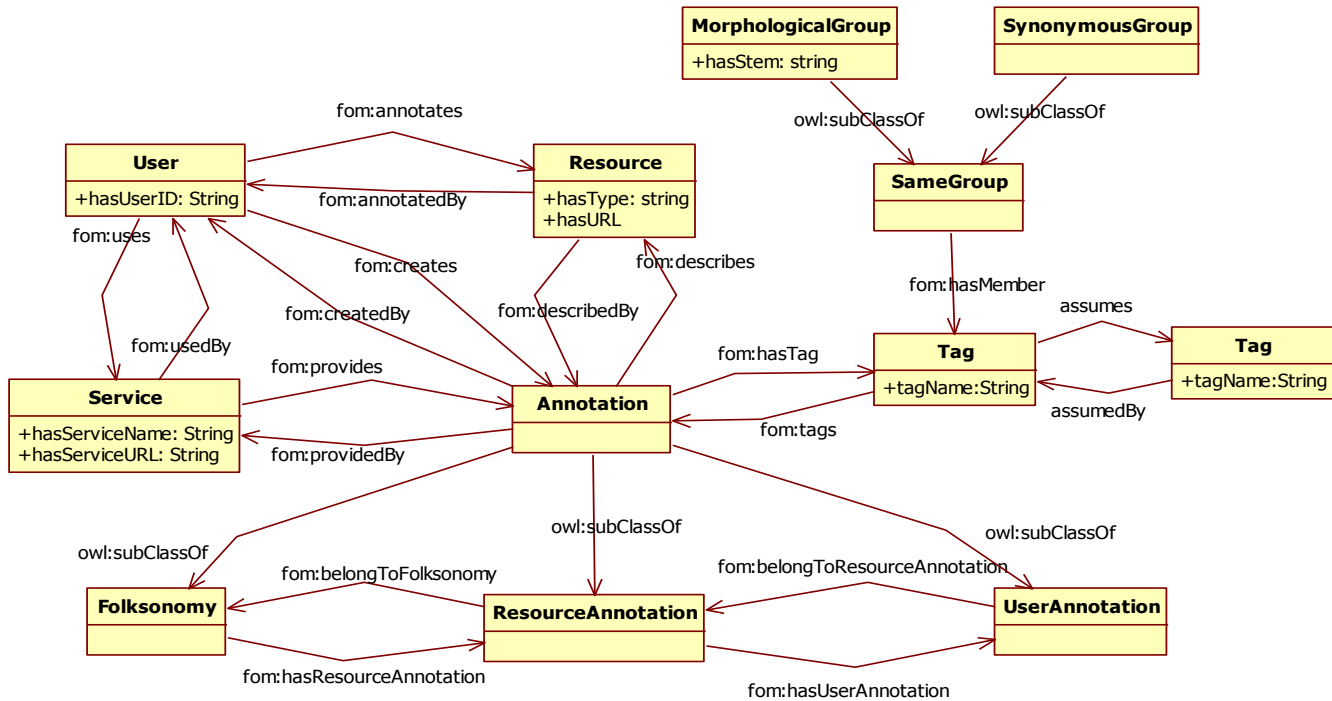 MorphologicalGroup
+hasStem: string
SynonymousGroup
owl:subClassOf
owl:subClassOf
fom:annotates
User
+hasUserID: String
Resource
+hasType: string
+hasURL
SameGroup
fom:annotatedBy
fom:uses
fom:creates
fom:describes
fom:hasMember
fom:createdBy
fom:describedBy
assumes
fom:usedBy
Tag
+tagName:String
Tag
+tagName:String
fom:hasTag
fom:provides
Service
+hasServiceName: String
+hasServiceURL: String
Annotation
assumedBy
fom:tags
fom:providedBy
owl:subClassOf
owl:subClassOf
owl:subClassOf
fom:belongToFolksonomy
fom:belongToResourceAnnotation
Folksonomy
ResourceAnnotation
UserAnnotation
fom:hasResourceAnnotation
fom:hasUserAnnotation